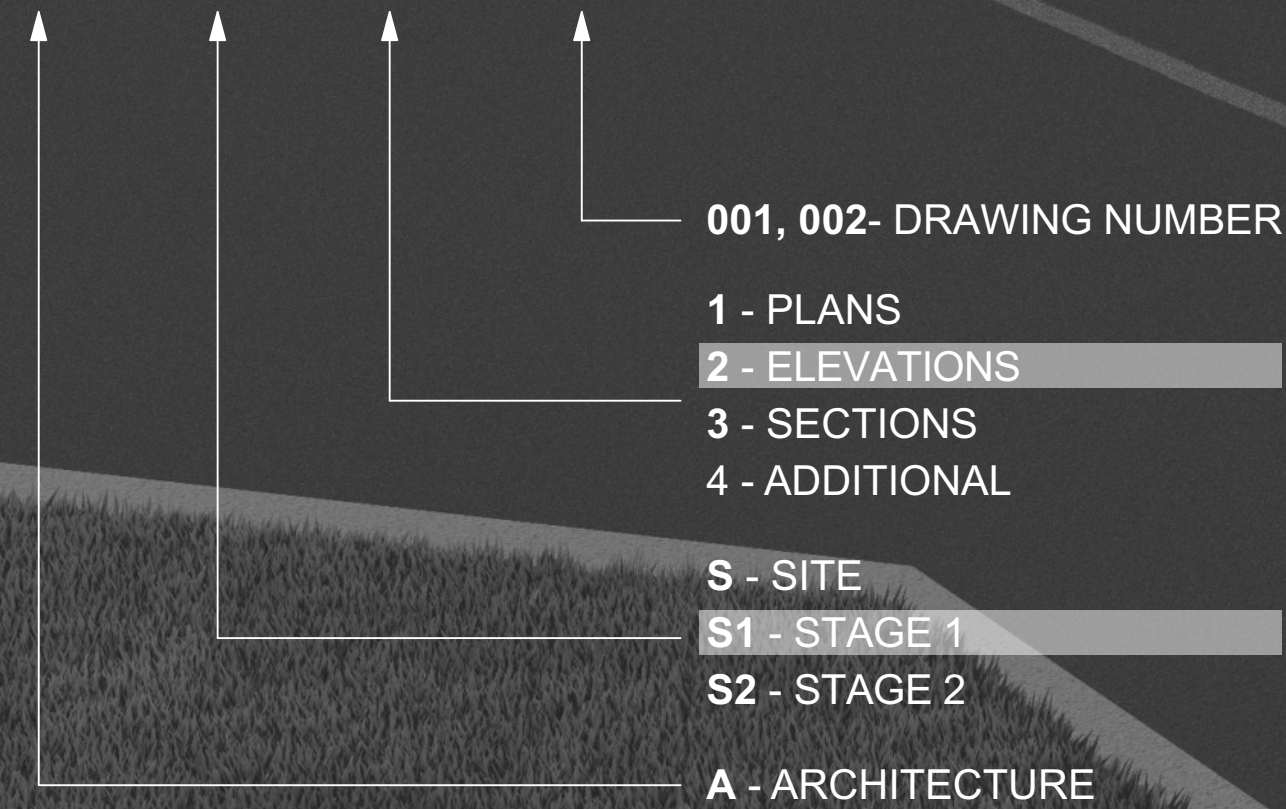 001, 002- DRAWING NUMBER
1 - PLANS
2 - ELEVATIONS
3 - SECTIONS
4 - ADDITIONAL
S - SITE
S1 - STAGE 1
S2 - STAGE 2
A - ARCHITECTURE